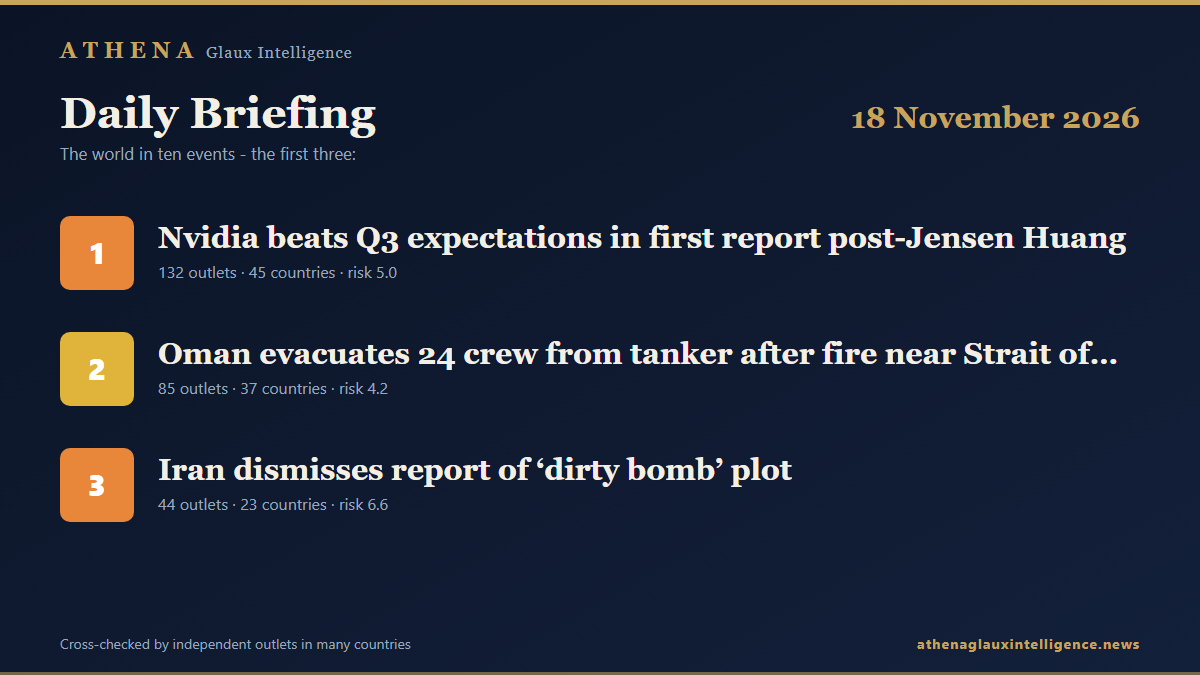 ATHENA Glaux Intelligence
Daily Briefing
18 November 2026
The world in ten events - the first three:
1
Nvidia beats Q3 expectations in first report post-Jensen Huang
132 outlets · 45 countries · risk 5.0
2
Oman evacuates 24 crew from tanker after fire near Strait of...
85 outlets · 37 countries · risk 4.2
3
Iran dismisses report of ‘dirty bomb’ plot
44 outlets · 23 countries · risk 6.6
Cross-checked by independent outlets in many countries
athenaglauxintelligence.news